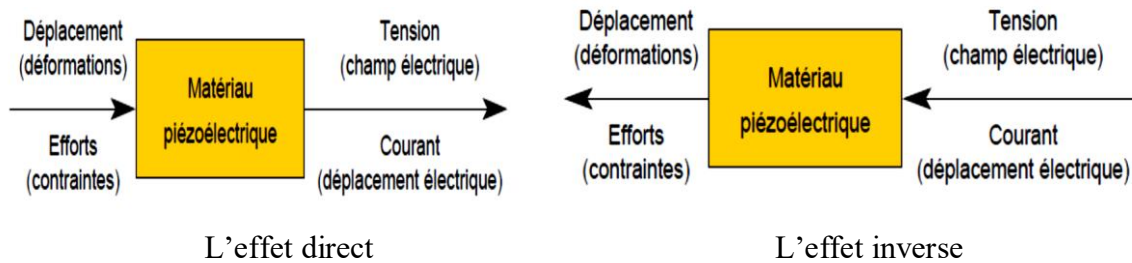 Déplacement
(déformations)
Efforts
(contraintes)
Matériau
piézoélectrique
Tension
(champ électrique)
Courant
(déplacement électrique)
L’effet direct
Déplacement
(déformations)
Efforts
(contraintes)
Matériau
piézoélectrique
Tension
(champ électrique)
Courant
(déplacement électrique)
L’effet inverse